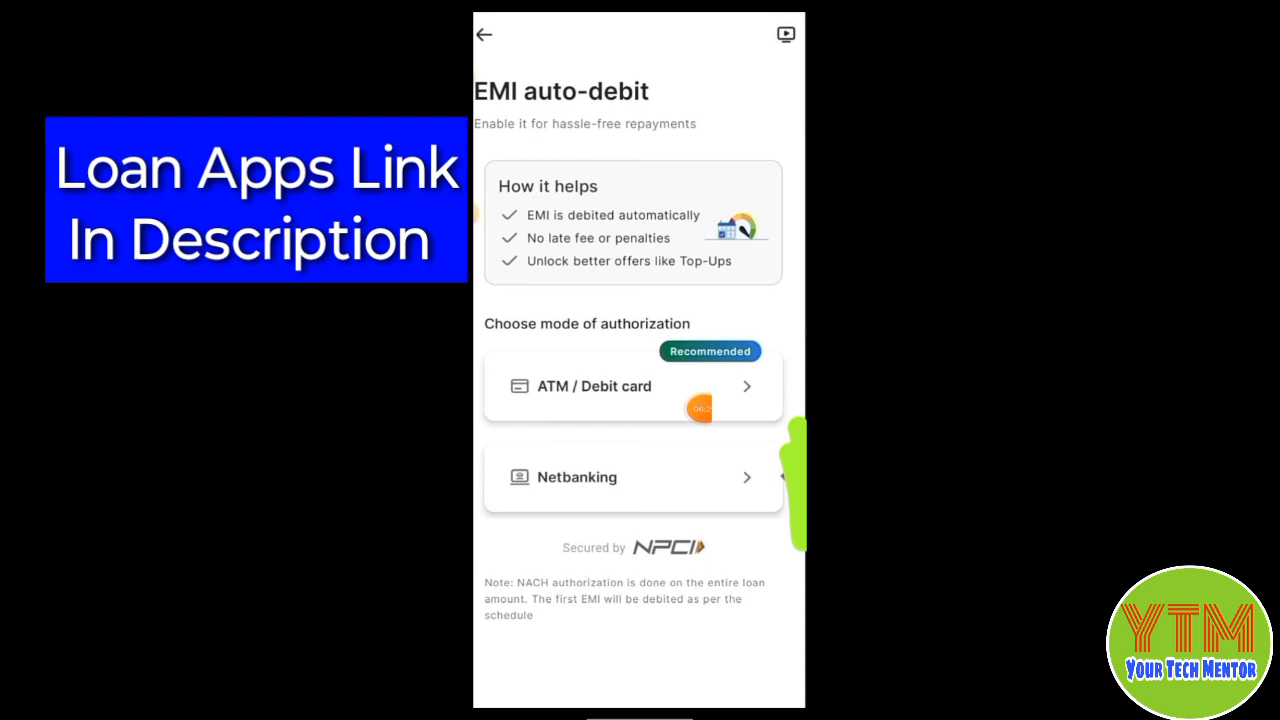 Loan Apps Link
In Description
EMI auto-debit
Enable it for hassle-free repayments
How it helps
EMI is debited automatically
No late fee or penalties
Unlock better offers like Top-Ups
Choose mode of authorization
Recommended
ATM / Debit card
Netbanking
Secured by NPCI
Note: NACH authorization is done on the entire loan
amount. The first EMI will be debited as per the
schedule
YTM
YOUR TECH MENTOR